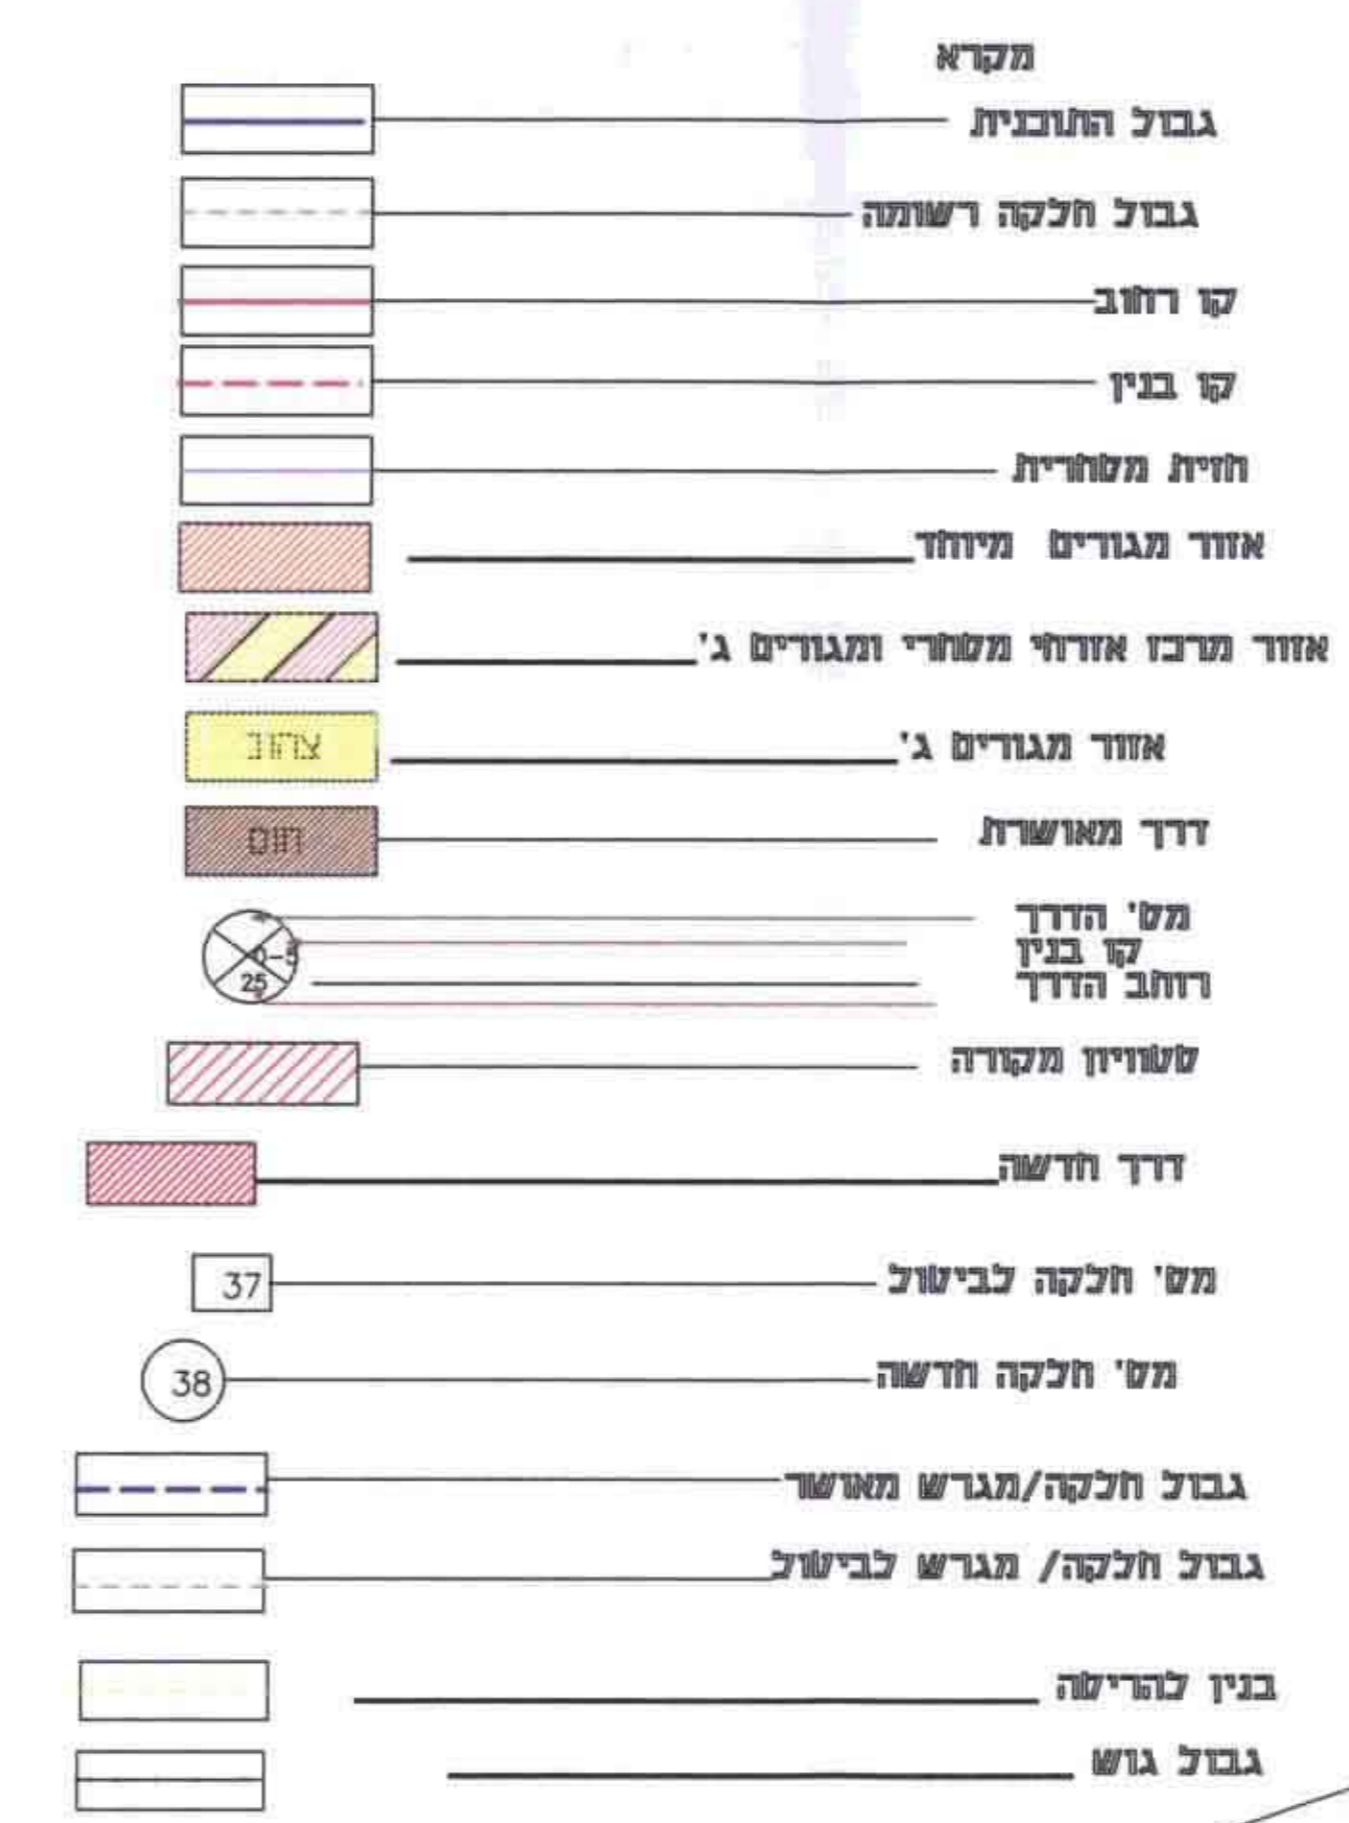 מקרא
גבול התוכנית
גבול חלקה רשומה
קו רחוב
קו בנין
חזית מסחרית
אזור מגורים מיוחד
אזור מרכז אזרחי מסחרי ומגורים ג'
אזור מגורים ג'
צהוב
דרך מאושרת
חום
מס' הדרך
קו בנין
0-5
רוחב הדרך
25
סטוויון מקורה
דרך חדשה
מס' חלקה לביטול
37
מס' חלקה חדשה
38
גבול חלקה/מגרש מאושר
גבול חלקה/ מגרש לביטול
בנין להריסה
גבול גוש